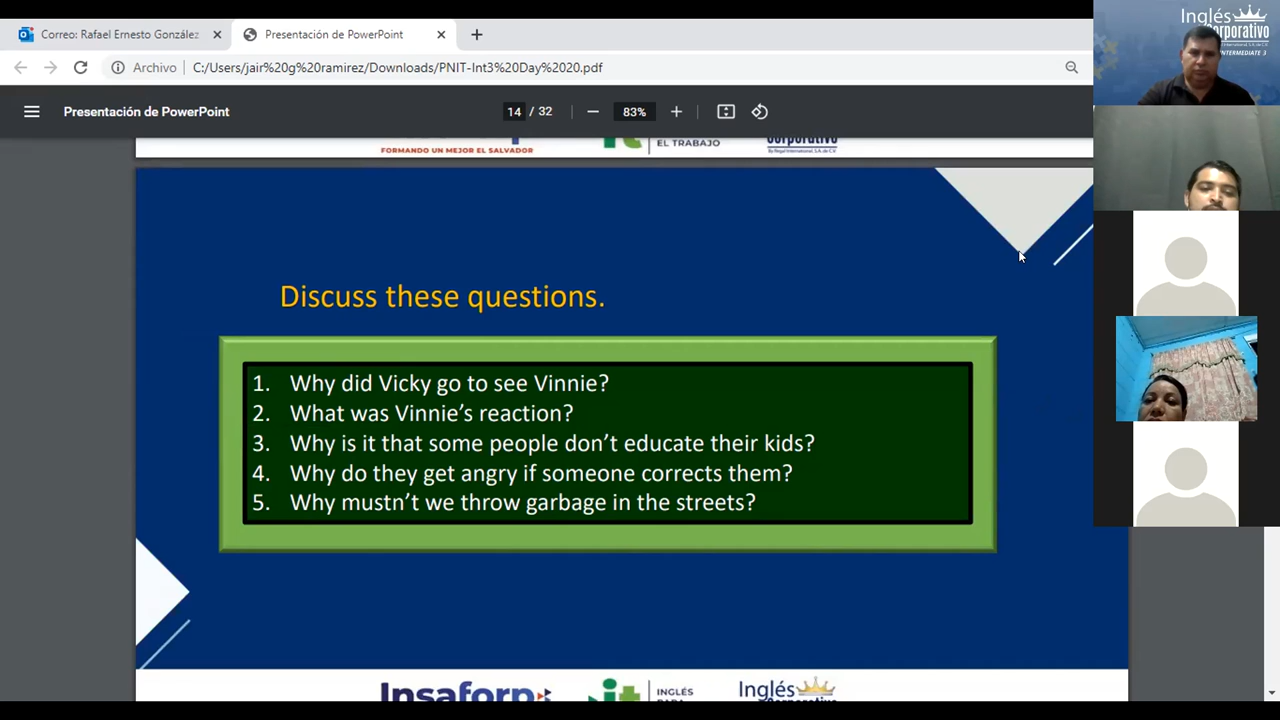 Correo: Rafael Ernesto González
Presentación de PowerPoint
Archivo
C:/Users/jair%20g%20ramirez/Downloads/PNIT-Int3%20Day%2020.pdf
Presentación de PowerPoint
14 / 32
83%
FORMANDO UN MEJOR EL SALVADOR
EL TRABAJO
Discuss these questions.
1. Why did Vicky go to see Vinnie?
2. What was Vinnie's reaction?
3. Why is it that some people don't educate their kids?
4. Why do they get angry if someone corrects them?
5. Why mustn't we throw garbage in the streets?
Insaforp
INGLÉS
Inglés
Inglés
INTERMEDIATE 3